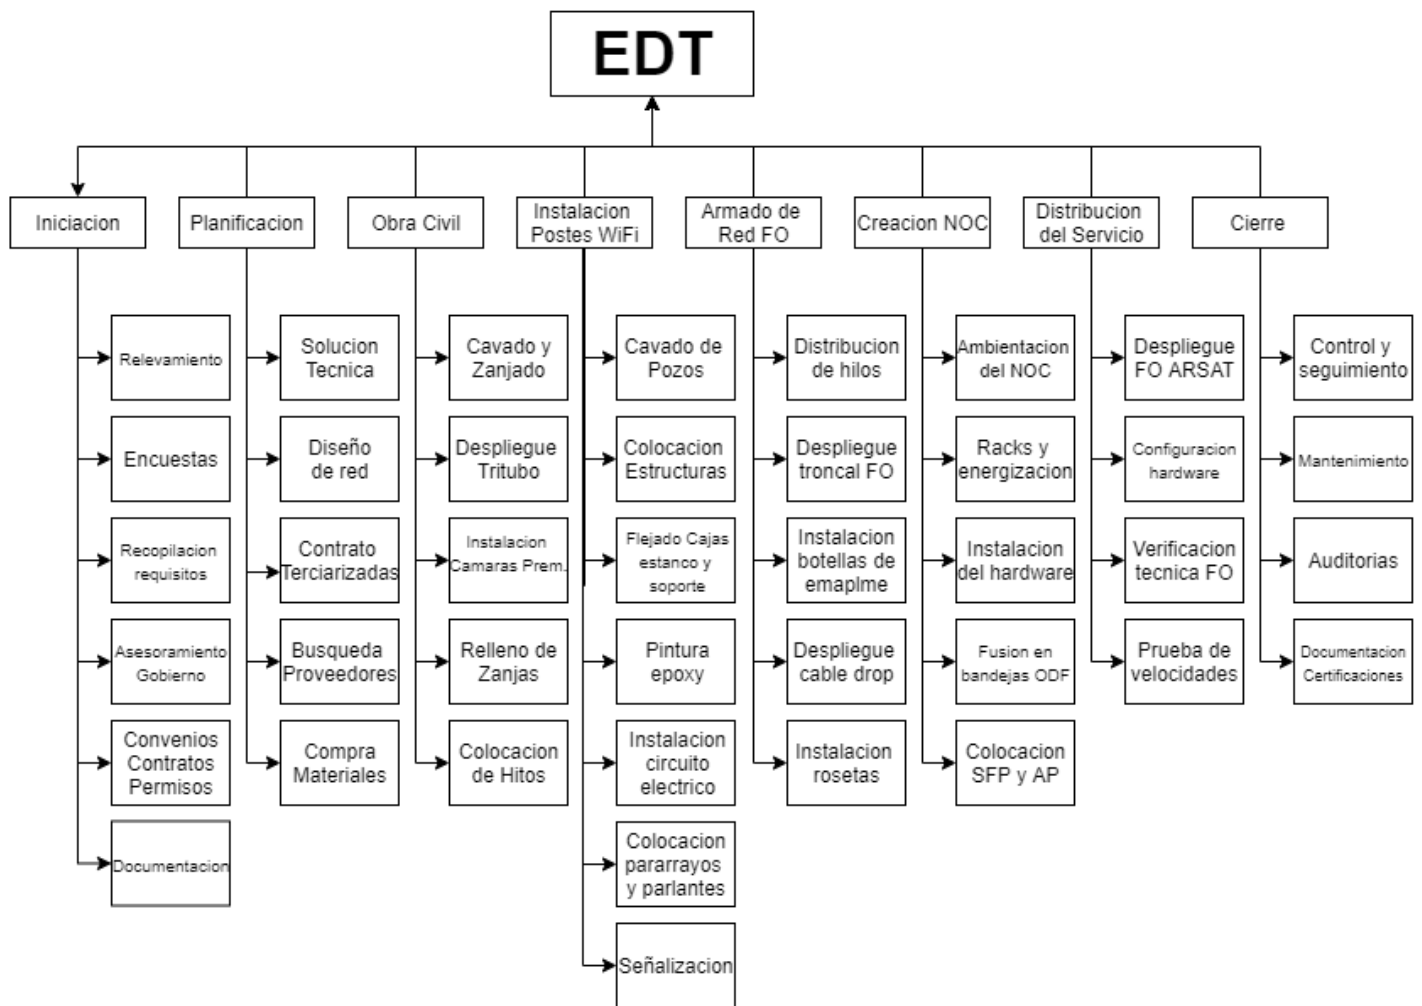 EDT
Iniciacion
Planificacion
Obra Civil
Instalacion
Postes WiFi
Armado de
Red FO
Creacion NOC
Distribucion
del Servicio
Cierre
Relevamiento
Encuestas
Recopilacion
requisitos
Asesoramiento
Gobierno
Convenios
Contratos
Permisos
Documentacion
Solucion
Tecnica
Diseño
de red
Contrato
Terciarizadas
Busqueda
Proveedores
Compra
Materiales
Cavado y
Zanjado
Despliegue
Tritubo
Instalacion
Camaras Prem.
Relleno de
Zanjas
Colocacion
de Hitos
Cavado de
Pozos
Colocacion
Estructuras
Flejado Cajas
estanco y
soporte
Pintura
epoxy
Instalacion
circuito
electrico
Colocacion
pararrayos
y parlantes
Señalizacion
Distribucion
de hilos
Despliegue
troncal FO
Instalacion
botellas de
emaplme
Despliegue
cable drop
Instalacion
rosetas
Ambientacion
del NOC
Racks y
energizacion
Instalacion
del hardware
Fusion en
bandejas ODF
Colocacion
SFP y AP
Despliegue
FO ARSAT
Configuracion
hardware
Verificacion
tecnica FO
Prueba de
velocidades
Control y
seguimiento
Mantenimiento
Auditorias
Documentacion
Certificaciones